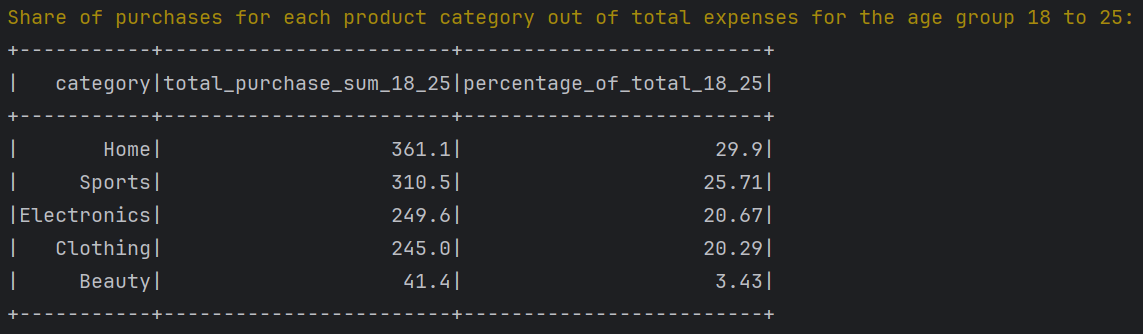 Share of purchases for each product category out of total expenses for the age group 18 to 25:
+-----------+------------------------+-------------------------+
|   category|total_purchase_sum_18_25|percentage_of_total_18_25|
+-----------+------------------------+-------------------------+
|       Home|                   361.1|                     29.9|
|     Sports|                   310.5|                    25.71|
|Electronics|                   249.6|                    20.67|
|   Clothing|                   245.0|                    20.29|
|     Beauty|                    41.4|                     3.43|
+-----------+------------------------+-------------------------+